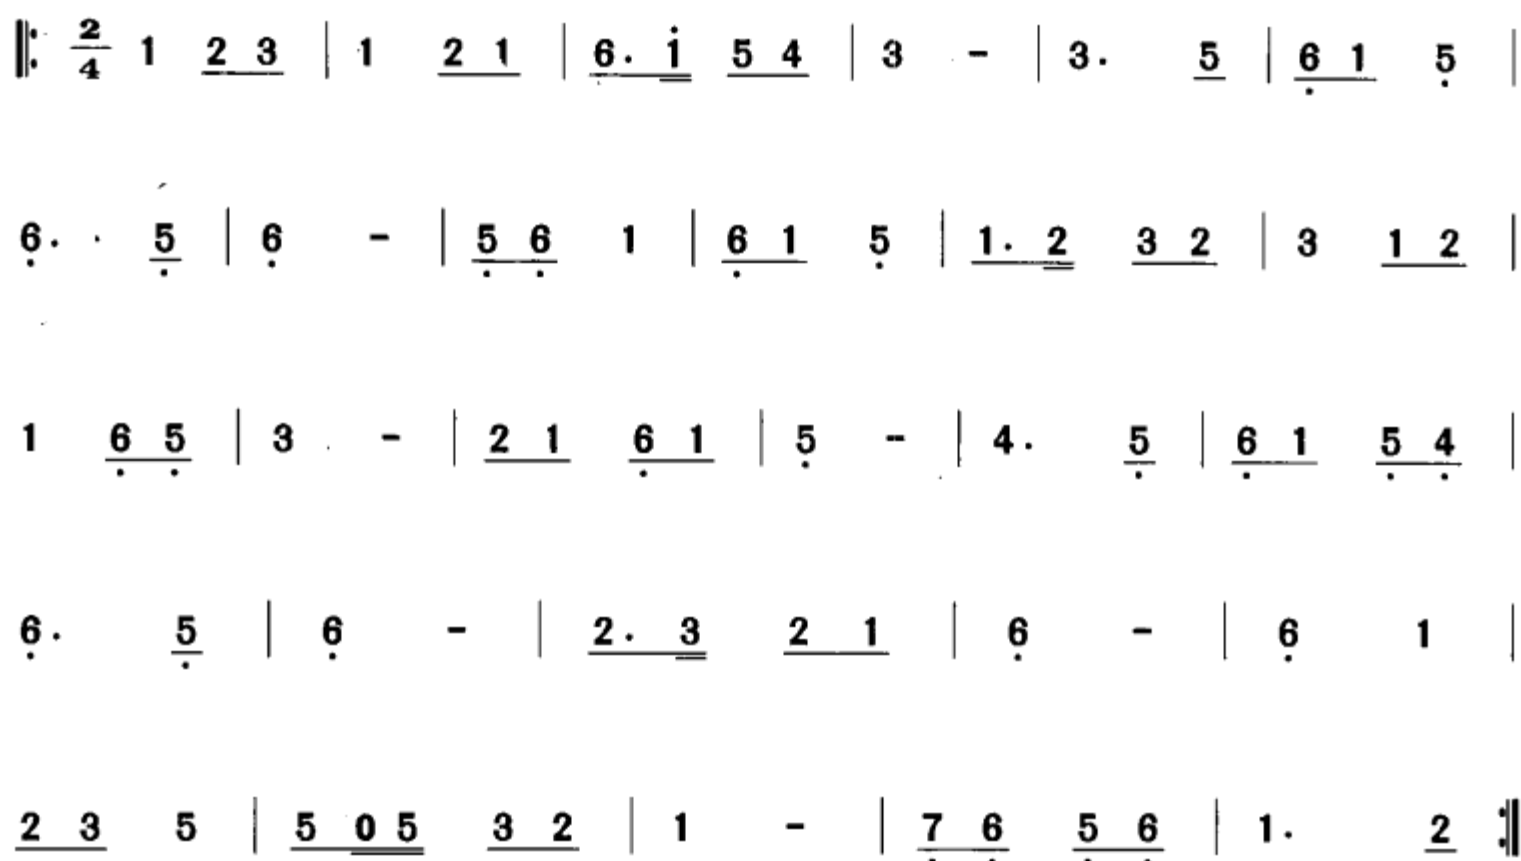 ‖: 2/4 1 2 3 | 1 2 1 | 6. i 5 4 | 3 - | 3. 5 | 6̣ 1 5̣ |
6̣. 5̣ | 6̣ - | 5̣ 6̣ 1 | 6̣ 1 5̣ | 1. 2 3 2 | 3 1 2 |
1 6̣ 5̣ | 3 - | 2 1 6̣ 1 | 5̣ - | 4. 5̣ | 6̣ 1 5̣ 4̣ |
6̣. 5̣ | 6̣ - | 2. 3 2 1 | 6̣ - | 6̣ 1 |
2 3 5 | 5 0 5 3 2 | 1 - | 7̣ 6̣ 5̣ 6̣ | 1. 2 :‖